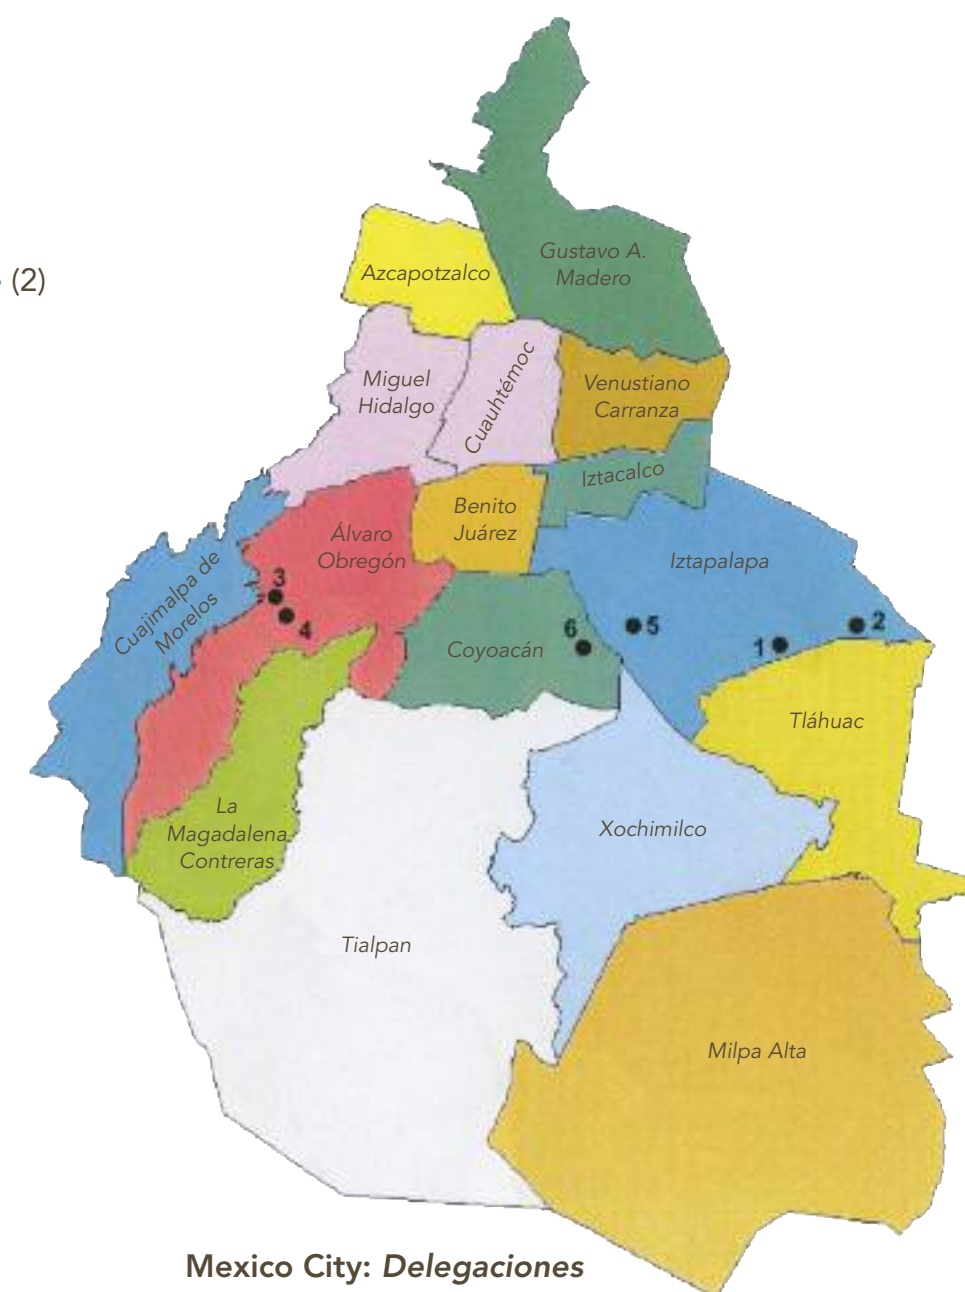 (2)
Gustavo A.
Madero
Azcapotzalco
Miguel
Hidalgo
Cuauhtémoc
Venustiano
Carranza
Iztacalco
Benito
Juárez
Álvaro
Obregón
Iztapalapa
Cuajimalpa de
Morelos
3
4
Coyoacán
6
5
1
2
Tláhuac
La
Magadalena
Contreras
Xochimilco
Tialpan
Milpa Alta
Mexico City: Delegaciones